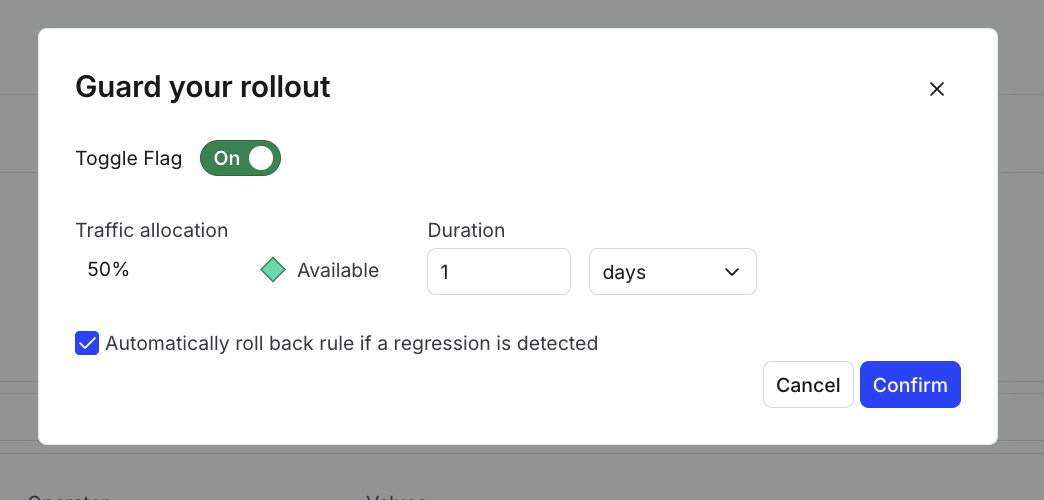 Guard your rollout
Toggle Flag On
Traffic allocation Duration
50% Available 1 days
Automatically roll back rule if a regression is detected
Cancel Confirm
Operator Values